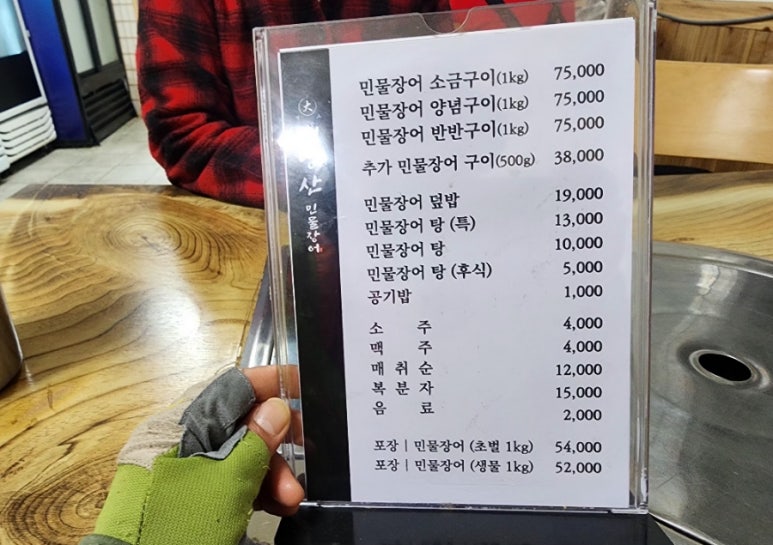 大
산
민물장어
민물장어 소금구이(1kg) 75,000
민물장어 양념구이(1kg) 75,000
민물장어 반반구이(1kg) 75,000
추가 민물장어 구이(500g) 38,000
민물장어 덮밥 19,000
민물장어 탕 (특) 13,000
민물장어 탕 10,000
민물장어 탕 (후식) 5,000
공기밥 1,000
소 주 4,000
맥 주 4,000
매 취 순 12,000
복 분 자 15,000
음 료 2,000
포장 | 민물장어 (초벌 1kg) 54,000
포장 | 민물장어 (생물 1kg) 52,000